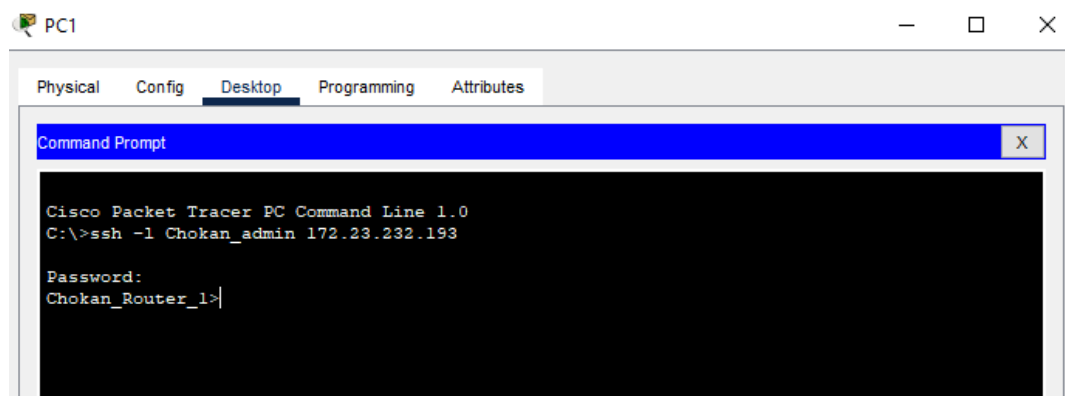 PC1
Physical Config Desktop Programming Attributes
Command Prompt X
Cisco Packet Tracer PC Command Line 1.0
C:\>ssh -l Chokan_admin 172.23.232.193
Password:
Chokan_Router_1>